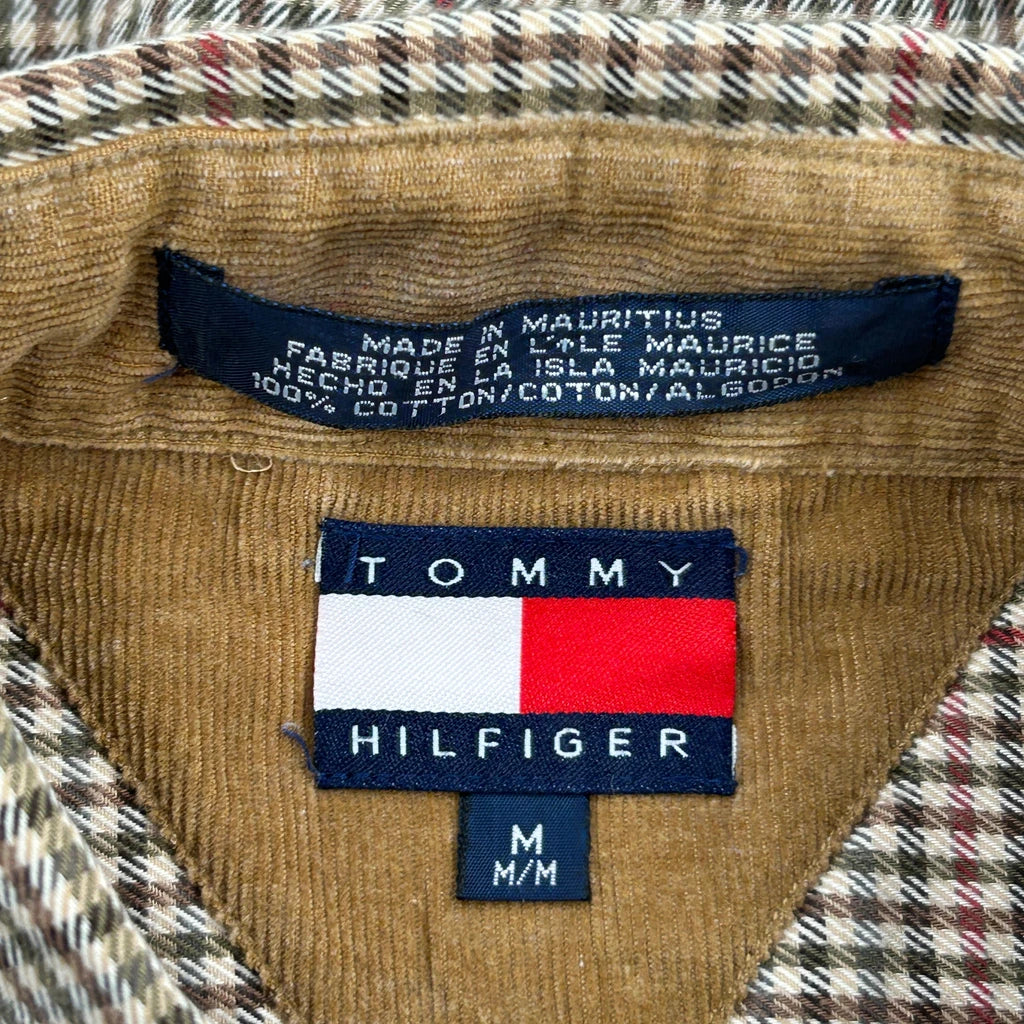 MADE IN MAURITIUS
FABRIQUE EN L'ILE MAURICE
HECHO EN LA ISLA MAURICIO
100% COTTON/COTON/ALGODON
TOMMY
HILFIGER
M
M/M